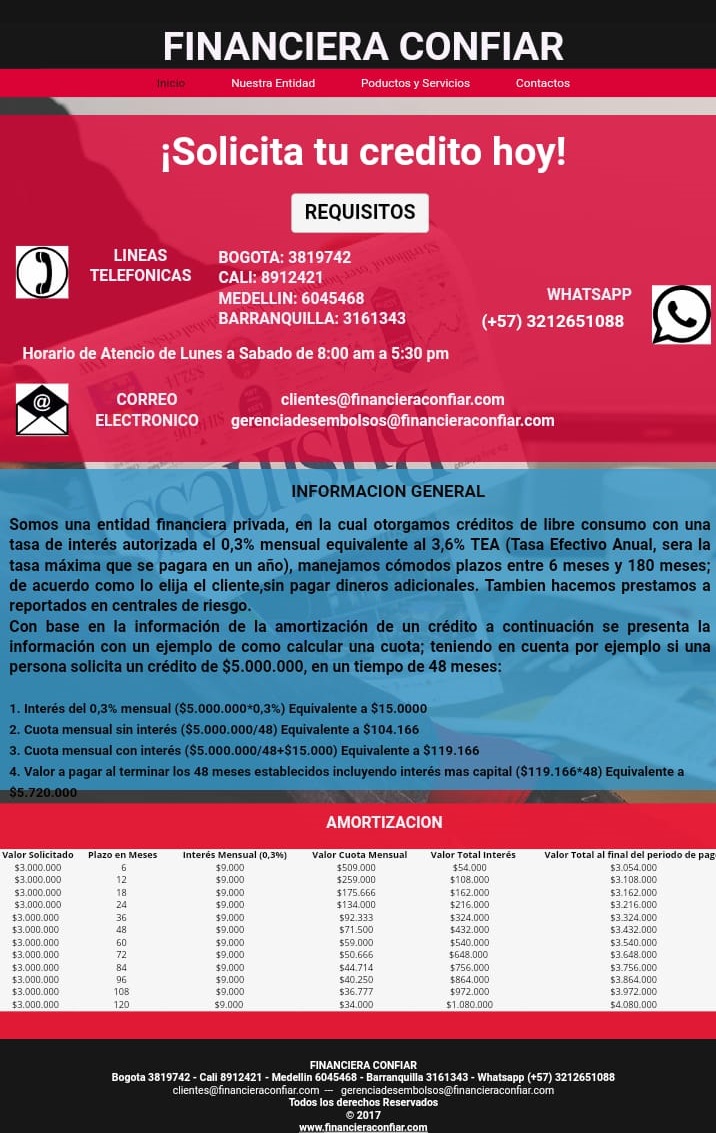 FINANCIERA CONFIAR
Inicio Nuestra Entidad Poductos y Servicios Contactos
¡Solicita tu credito hoy!
REQUISITOS
LINEAS
TELEFONICAS
BOGOTA: 3819742
CALI: 8912421
MEDELLIN: 6045468
BARRANQUILLA: 3161343
WHATSAPP
(+57) 3212651088
Horario de Atencio de Lunes a Sabado de 8:00 am a 5:30 pm
@
CORREO
ELECTRONICO
clientes@financieraconfiar.com
gerenciadesembolsos@financieraconfiar.com
Business
INFORMACION GENERAL
Somos una entidad financiera privada, en la cual otorgamos créditos de libre consumo con una
tasa de interés autorizada el 0,3% mensual equivalente al 3,6% TEA (Tasa Efectivo Anual, sera la
tasa máxima que se pagara en un año), manejamos cómodos plazos entre 6 meses y 180 meses;
de acuerdo como lo elija el cliente,sin pagar dineros adicionales. Tambien hacemos prestamos a
reportados en centrales de riesgo.
Con base en la información de la amortización de un crédito a continuación se presenta la
información con un ejemplo de como calcular una cuota; teniendo en cuenta por ejemplo si una
persona solicita un crédito de $5.000.000, en un tiempo de 48 meses:
1. Interés del 0,3% mensual ($5.000.000*0,3%) Equivalente a $15.0000
2. Cuota mensual sin interés ($5.000.000/48) Equivalente a $104.166
3. Cuota mensual con interés ($5.000.000/48+$15.000) Equivalente a $119.166
4. Valor a pagar al terminar los 48 meses establecidos incluyendo interés mas capital ($119.166*48) Equivalente a
$5.720.000
AMORTIZACION
Valor Solicitado Plazo en Meses Interés Mensual (0,3%) Valor Cuota Mensual Valor Total Interés Valor Total al final del periodo de pag
$3.000.000 6 $9.000 $509.000 $54.000 $3.054.000
$3.000.000 12 $9.000 $259.000 $108.000 $3.108.000
$3.000.000 18 $9.000 $175.666 $162.000 $3.162.000
$3.000.000 24 $9.000 $134.000 $216.000 $3.216.000
$3.000.000 36 $9.000 $92.333 $324.000 $3.324.000
$3.000.000 48 $9.000 $71.500 $432.000 $3.432.000
$3.000.000 60 $9.000 $59.000 $540.000 $3.540.000
$3.000.000 72 $9.000 $50.666 $648.000 $3.648.000
$3.000.000 84 $9.000 $44.714 $756.000 $3.756.000
$3.000.000 96 $9.000 $40.250 $864.000 $3.864.000
$3.000.000 108 $9.000 $36.777 $972.000 $3.972.000
$3.000.000 120 $9.000 $34.000 $1.080.000 $4.080.000
FINANCIERA CONFIAR
Bogota 3819742 - Cali 8912421 - Medellin 6045468 - Barranquilla 3161343 - Whatsapp (+57) 3212651088
clientes@financieraconfiar.com --- gerenciadesembolsos@financieraconfiar.com
Todos los derechos Reservados
© 2017
www.financieraconfiar.com